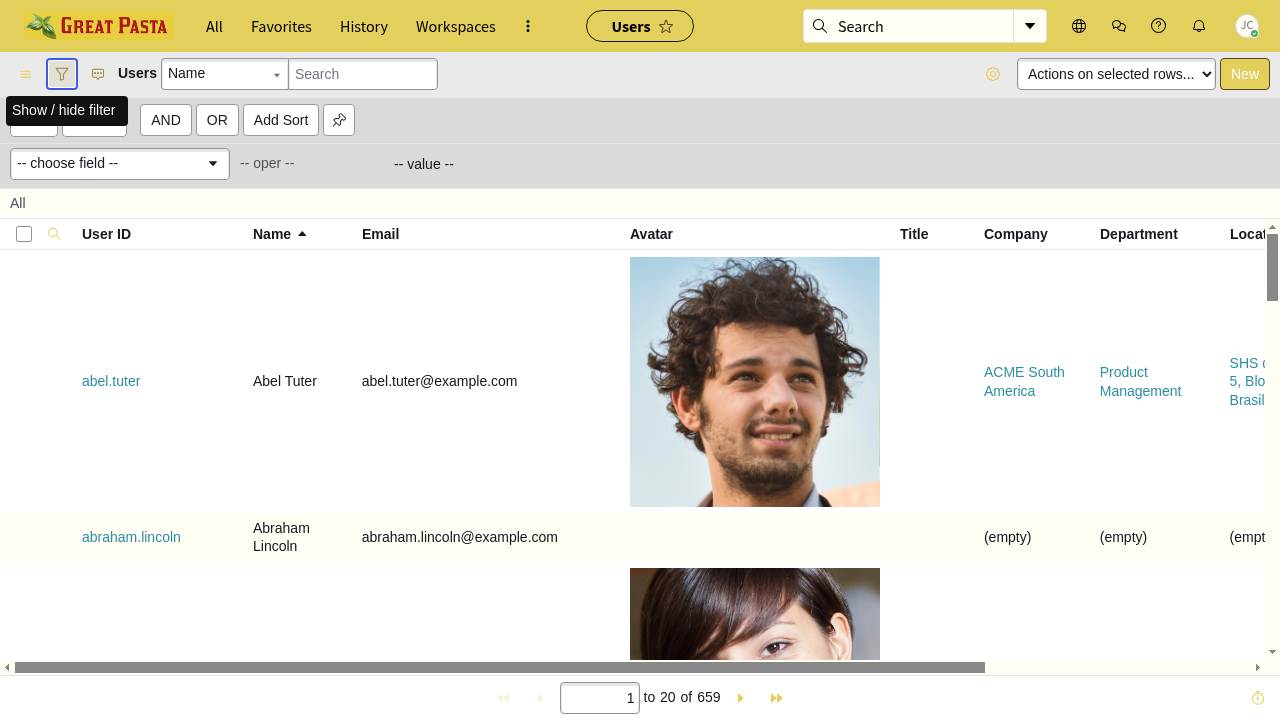 GREAT PASTA All Favorites History Workspaces Users Search JC
Users Name Search Actions on selected rows... New
Show / hide filter
AND OR Add Sort
-- choose field -- -- oper -- -- value --
All
User ID Name Email Avatar Title Company Department Locat
abel.tuter Abel Tuter abel.tuter@example.com ACME South America Product Management SHS 5, Blo Brasil
abraham.lincoln Abraham Lincoln abraham.lincoln@example.com (empty) (empty) (empt
1 to 20 of 659